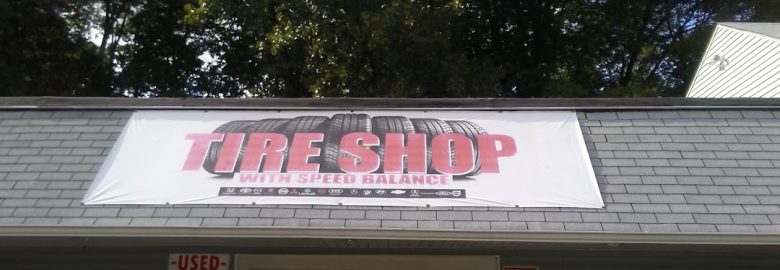 TIRE SHOP
WITH SPEED BALANCE
-USED-